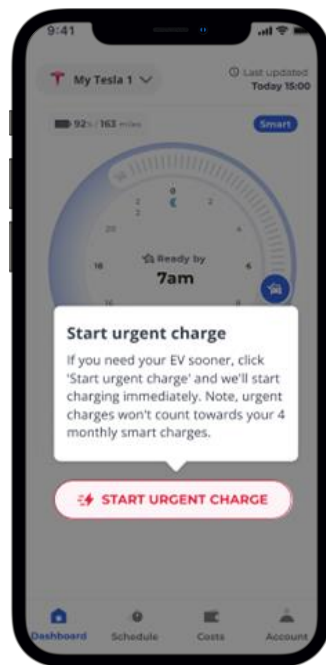 9:41
My Tesla 1
Last updated
Today 15:00
92% / 163 miles
Smart
0
2
2
2
20
4
Ready by
18
6
7am
16
8
Start urgent charge
If you need your EV sooner, click
'Start urgent charge' and we'll start
charging immediately. Note, urgent
charges won't count towards your 4
monthly smart charges.
START URGENT CHARGE
Dashboard
Schedule
Costs
Account